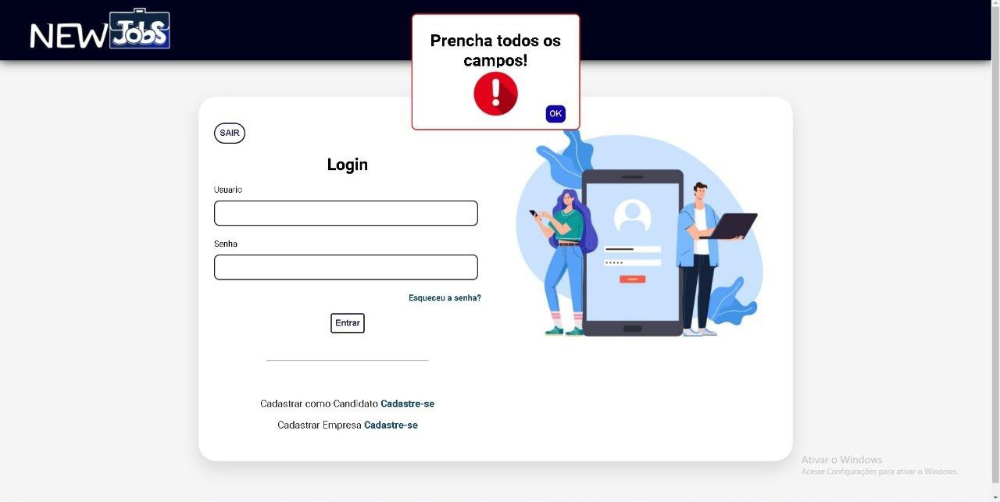 NEW JOBS
Prencha todos os
campos!
OK
SAIR
Login
Usuario
Senha
Esqueceu a senha?
Entrar
Cadastrar como Candidato Cadastre-se
Cadastrar Empresa Cadastre-se
Ativar o Windows
Acesse Configurações para ativar o Windows.